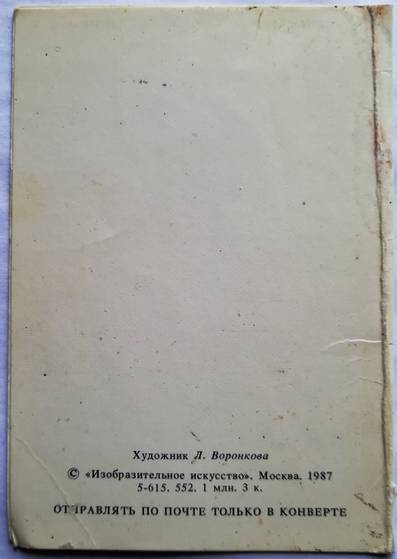 Художник Л. Воронкова
© «Изобразительное искусство», Москва. 1987
5-615. 552. 1 млн. 3 к.
ОТПРАВЛЯТЬ ПО ПОЧТЕ ТОЛЬКО В КОНВЕРТЕ